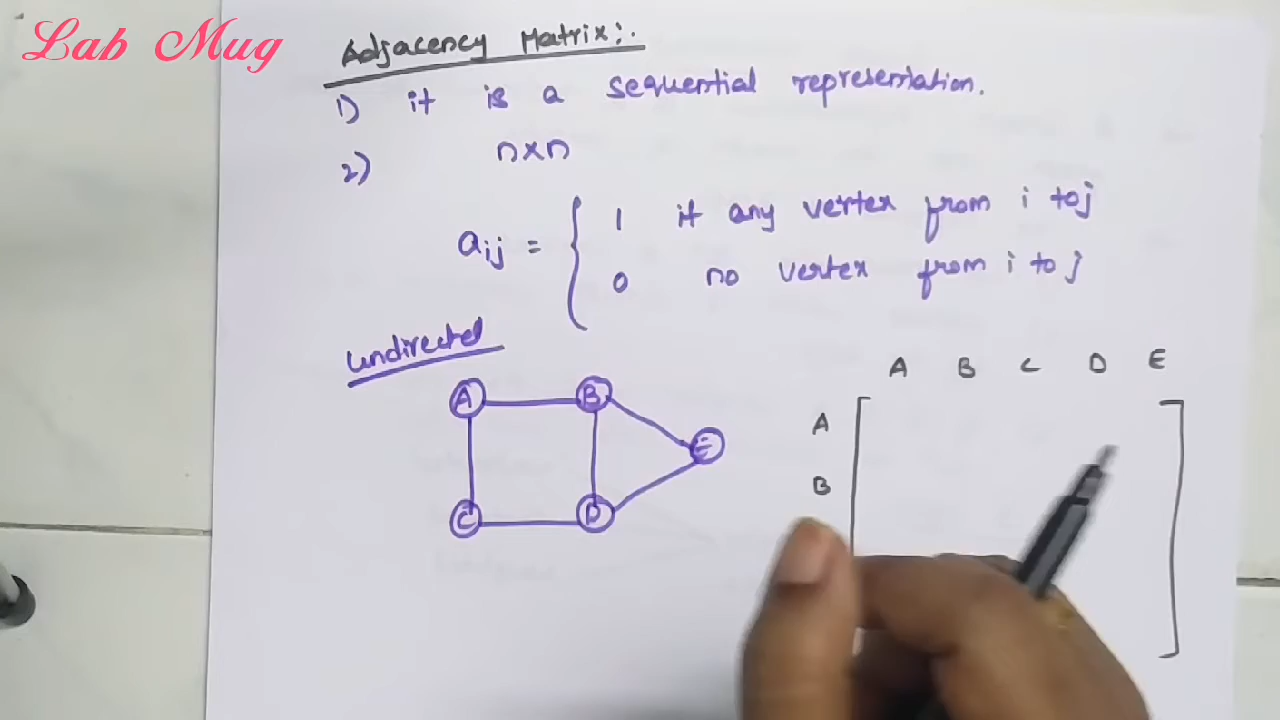 Lab Mug
Adjacency Matrix:.
1) it is a sequential representation.
2) n×n
aij = { 1 if any vertex from i to j
0 no vertex from i to j
undirected
A B C D E
A B
A
E
B
C D